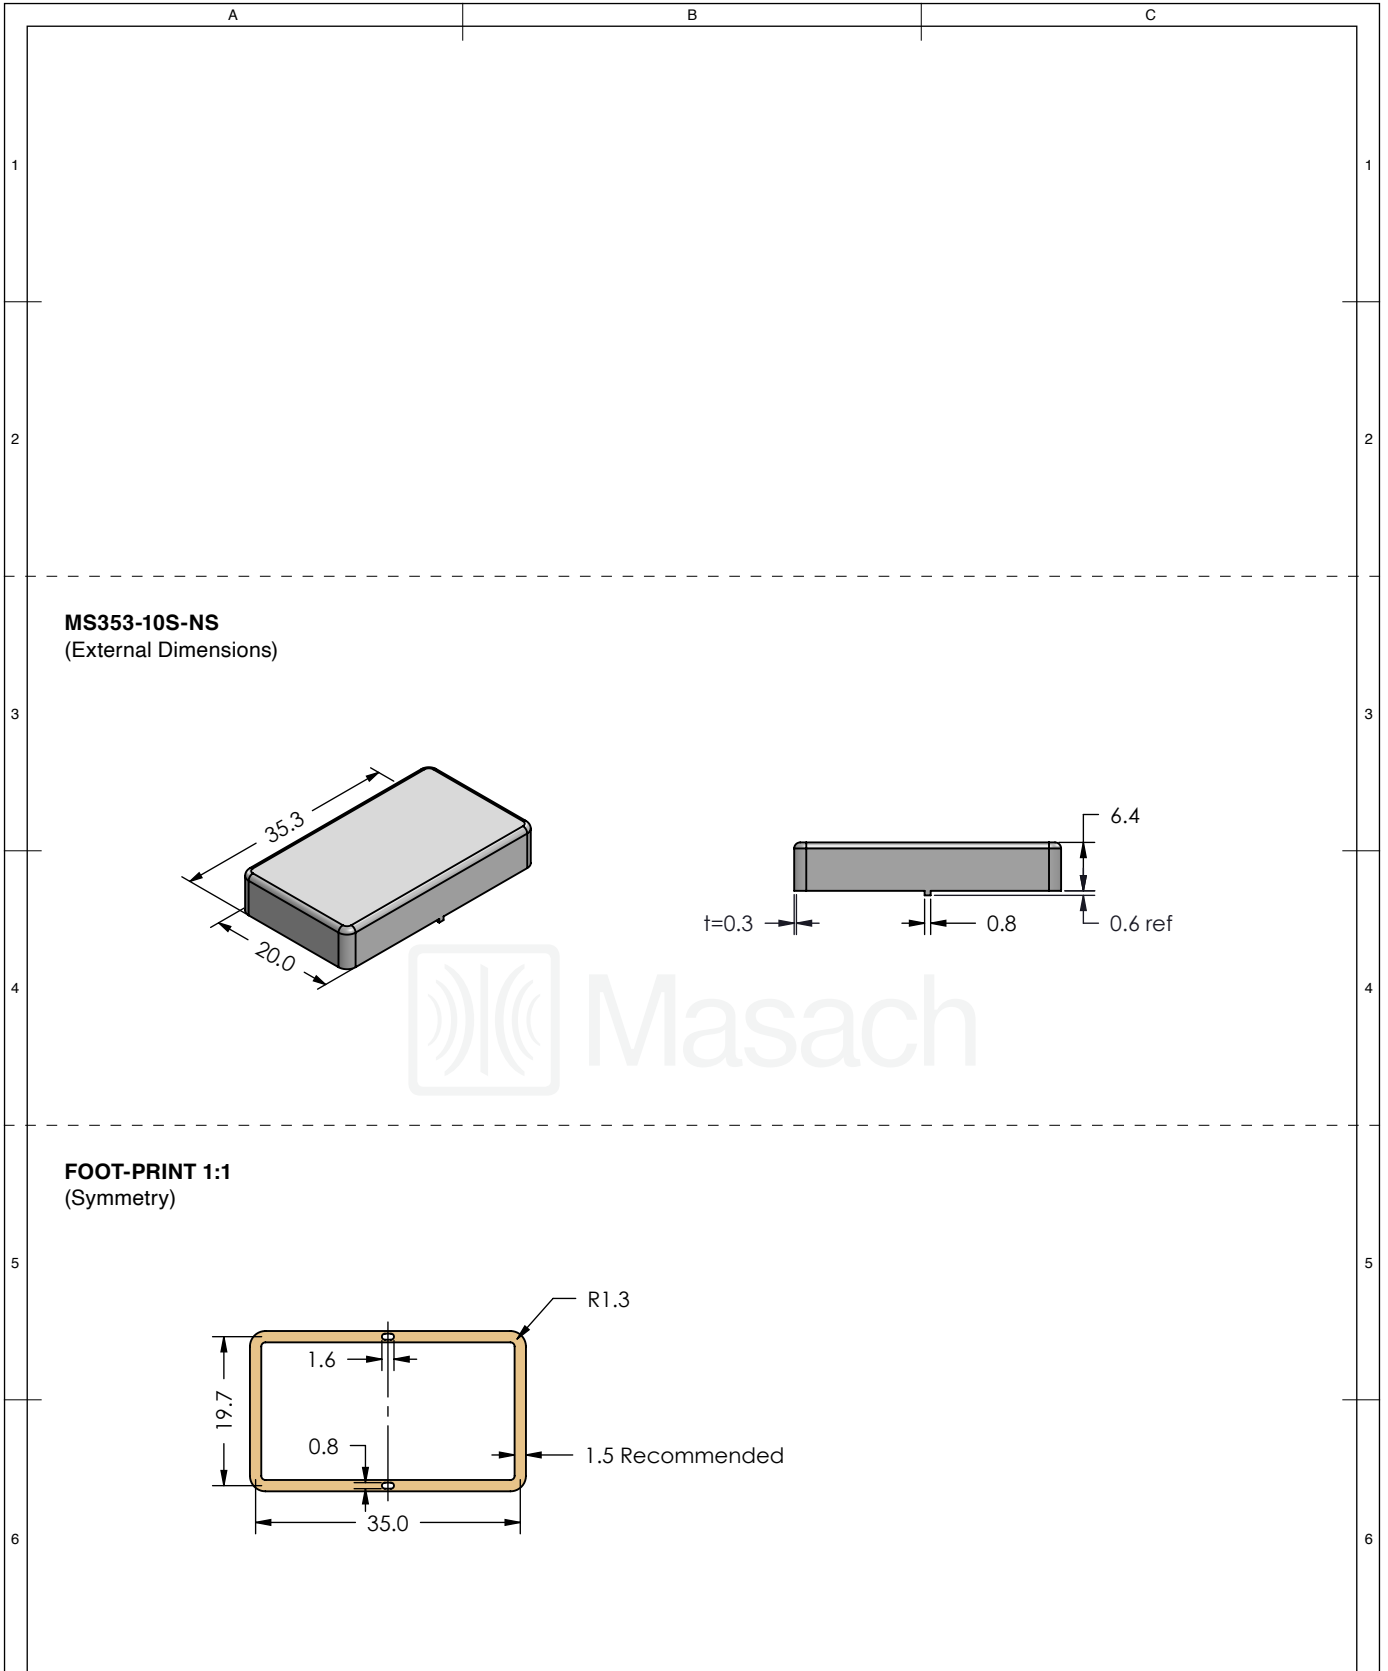 A
B
C
1
1
2
2
MS353-10S-NS
(External Dimensions)
3
3
35.3
20.0
6.4
t=0.3
0.8
0.6 ref
Masach
4
4
FOOT-PRINT 1:1
(Symmetry)
5
5
R1.3
1.6
19.7
0.8
1.5 Recommended
35.0
6
6